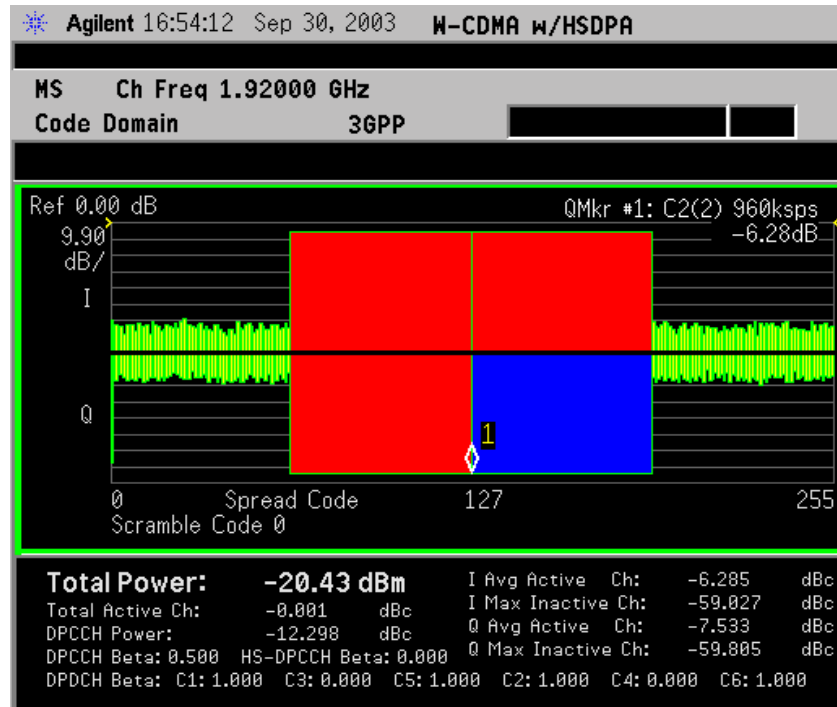 Agilent 16:54:12 Sep 30, 2003 W-CDMA w/HSDPA
MS Ch Freq 1.92000 GHz
Code Domain 3GPP
Ref 0.00 dB QMkr #1: C2(2) 960ksps
9.90 -6.28dB
dB/
I
Q
1
0 Spread Code 127 255
Scramble Code 0
Total Power: -20.43 dBm I Avg Active Ch: -6.285 dBc
Total Active Ch: -0.001 dBc I Max Inactive Ch: -59.027 dBc
DPCCH Power: -12.298 dBc Q Avg Active Ch: -7.533 dBc
DPCCH Beta: 0.500 HS-DPCCH Beta: 0.000 Q Max Inactive Ch: -59.805 dBc
DPDCH Beta: C1: 1.000 C3: 0.000 C5: 1.000 C2: 1.000 C4: 0.000 C6: 1.000